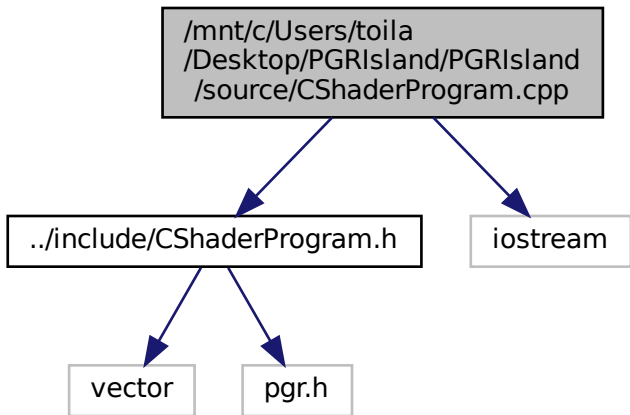 /mnt/c/Users/toila
/Desktop/PGRIsland/PGRIsland
/source/CShaderProgram.cpp
../include/CShaderProgram.h
iostream
vector
pgr.h